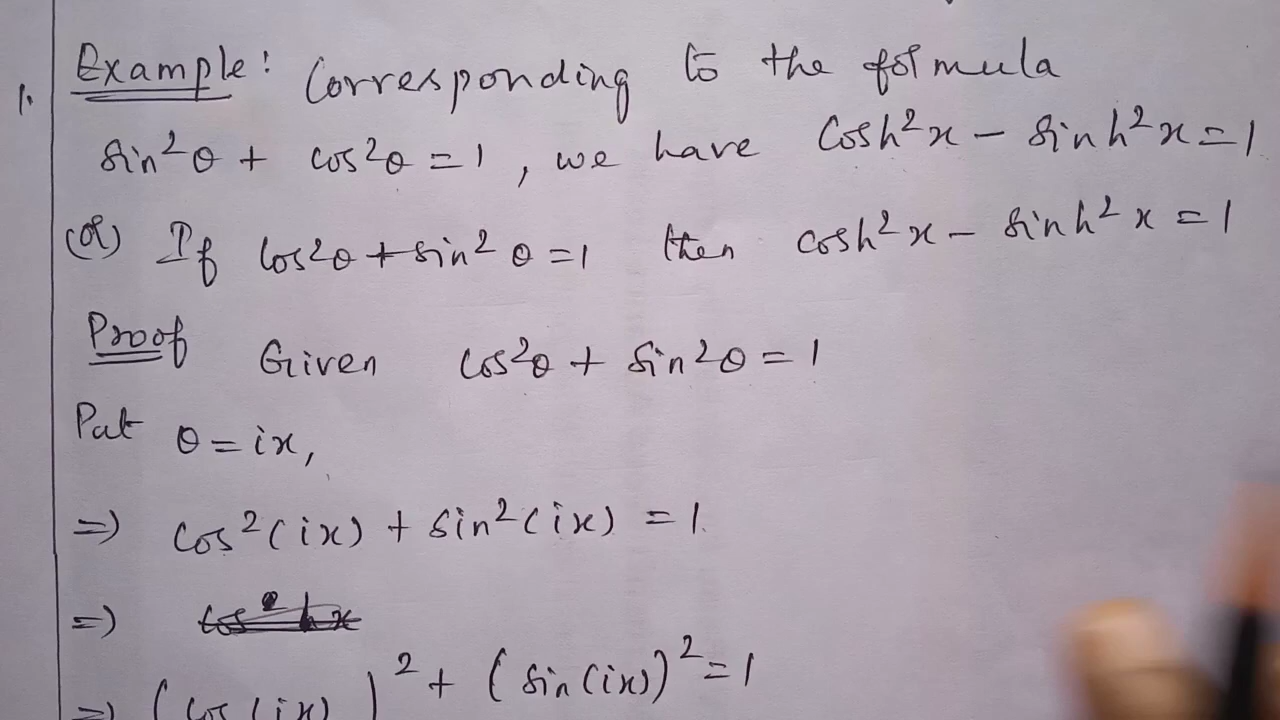 1.
Example: Corresponding to the formula
sin²θ + cos²θ = 1, we have Cosh²x - sinh²x = 1
(or) If cos²θ + sin²θ = 1 then cosh²x - sinh²x = 1
Proof Given cos²θ + sin²θ = 1
Put θ = ix,
=) cos²(ix) + sin²(ix) = 1.
=)
=) (cos(ix))² + (sin(ix))² = 1